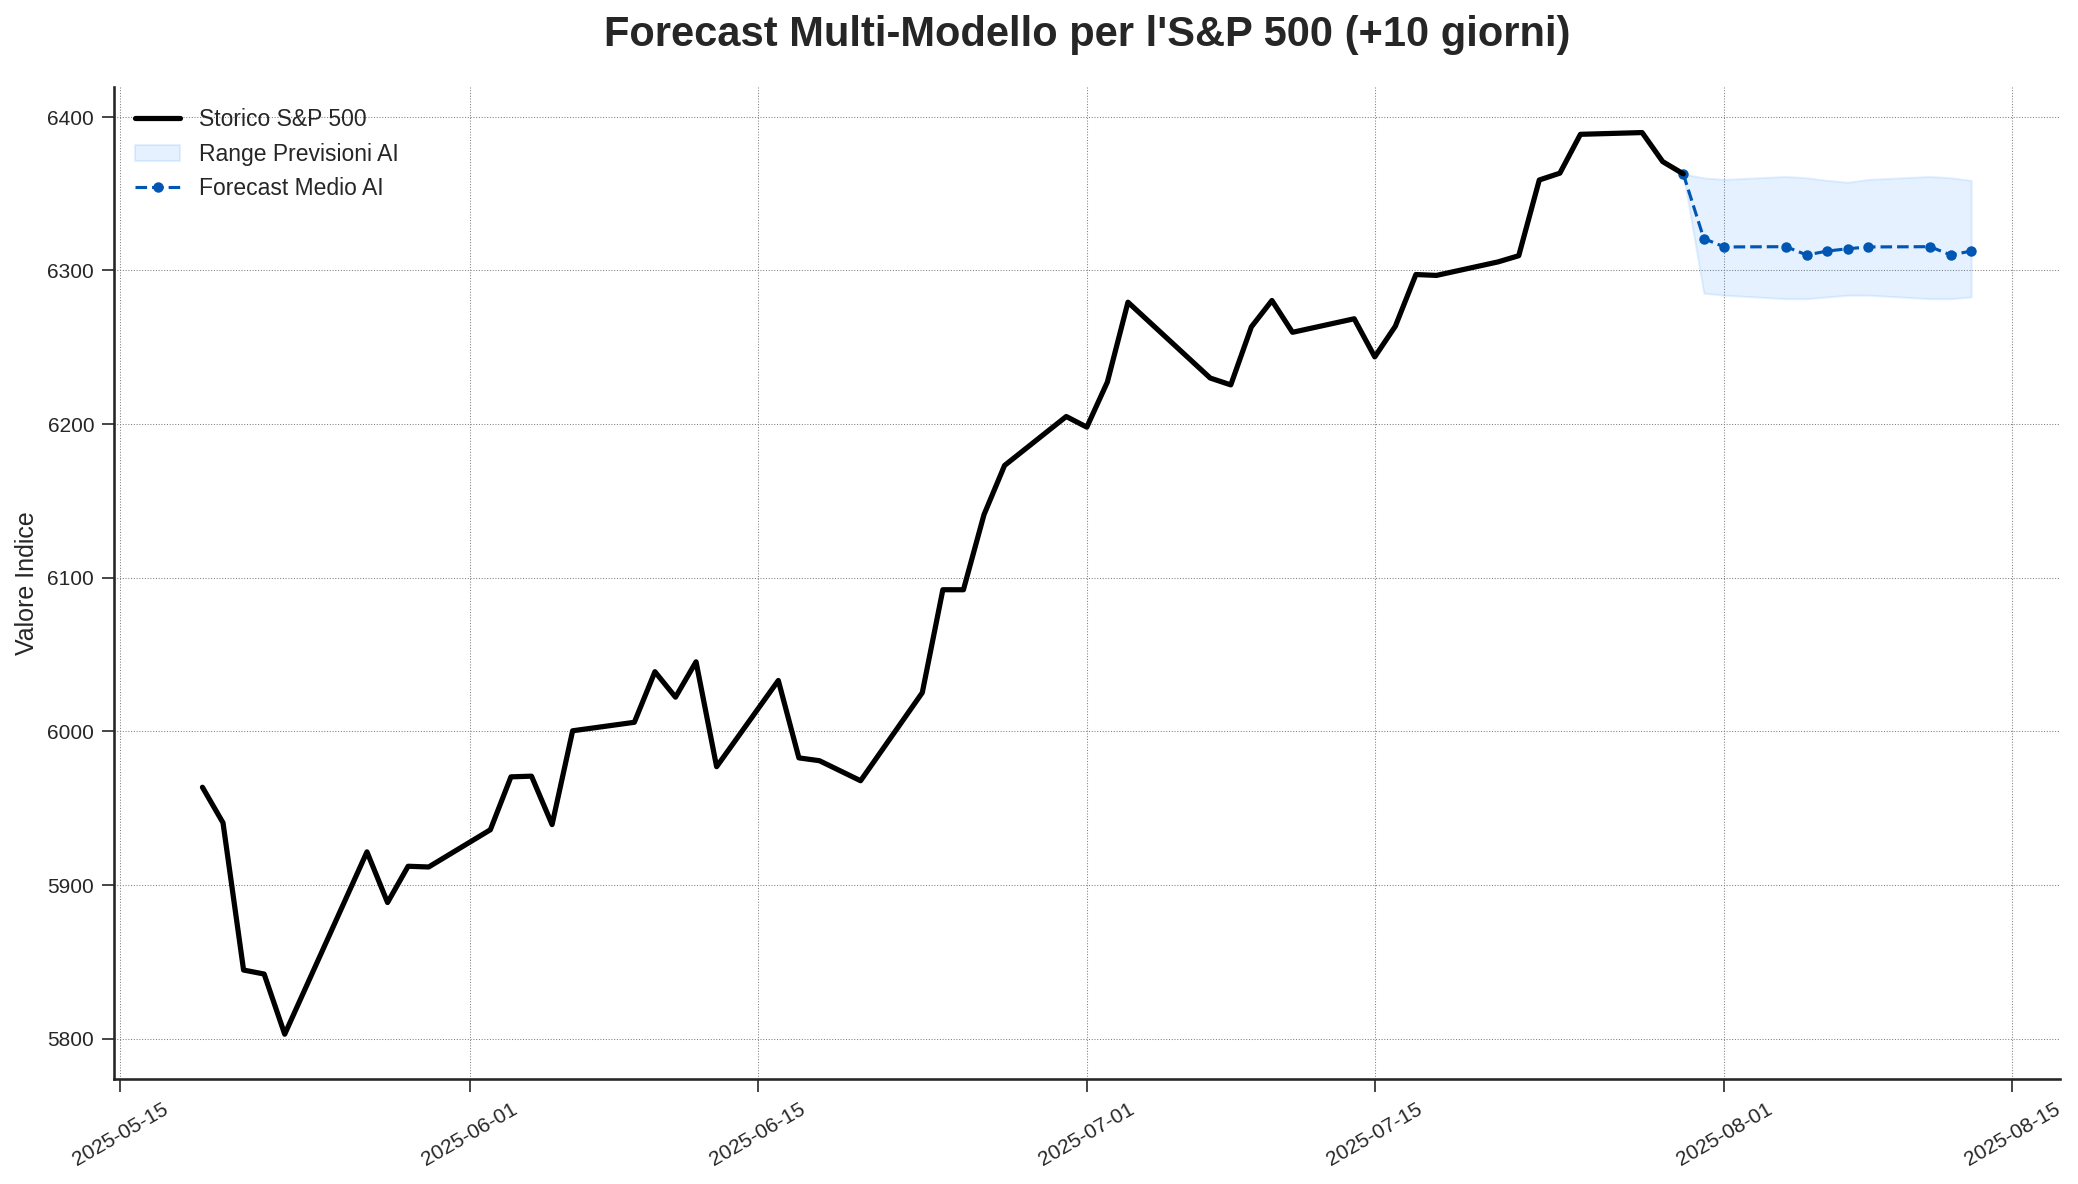 Forecast Multi-Modello per l'S&P 500 (+10 giorni)
Storico S&P 500
Range Previsioni AI
Forecast Medio AI
Valore Indice
6400
6300
6200
6100
6000
5900
5800
2025-05-15
2025-06-01
2025-06-15
2025-07-01
2025-07-15
2025-08-01
2025-08-15